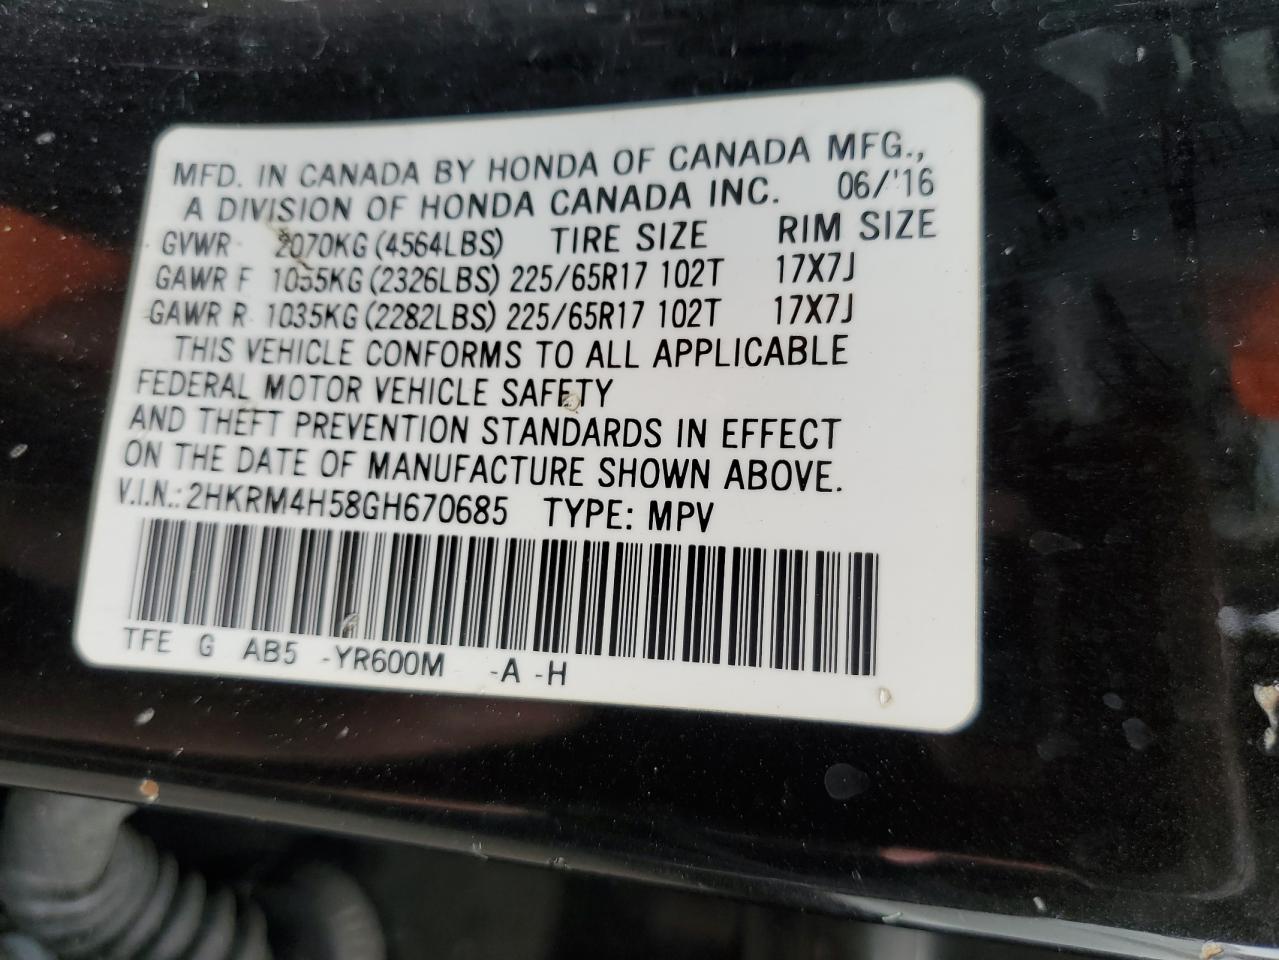 MFD. IN CANADA BY HONDA OF CANADA MFG.,
A DIVISION OF HONDA CANADA INC. 06/'16
GVWR 2070KG (4564LBS) TIRE SIZE RIM SIZE
GAWR F 1055KG (2326LBS) 225/65R17 102T 17X7J
GAWR R 1035KG (2282LBS) 225/65R17 102T 17X7J
THIS VEHICLE CONFORMS TO ALL APPLICABLE
FEDERAL MOTOR VEHICLE SAFETY
AND THEFT PREVENTION STANDARDS IN EFFECT
ON THE DATE OF MANUFACTURE SHOWN ABOVE.
V.I.N.: 2HKRM4H58GH670685 TYPE: MPV
TFE G AB5 -YR600M -A -H